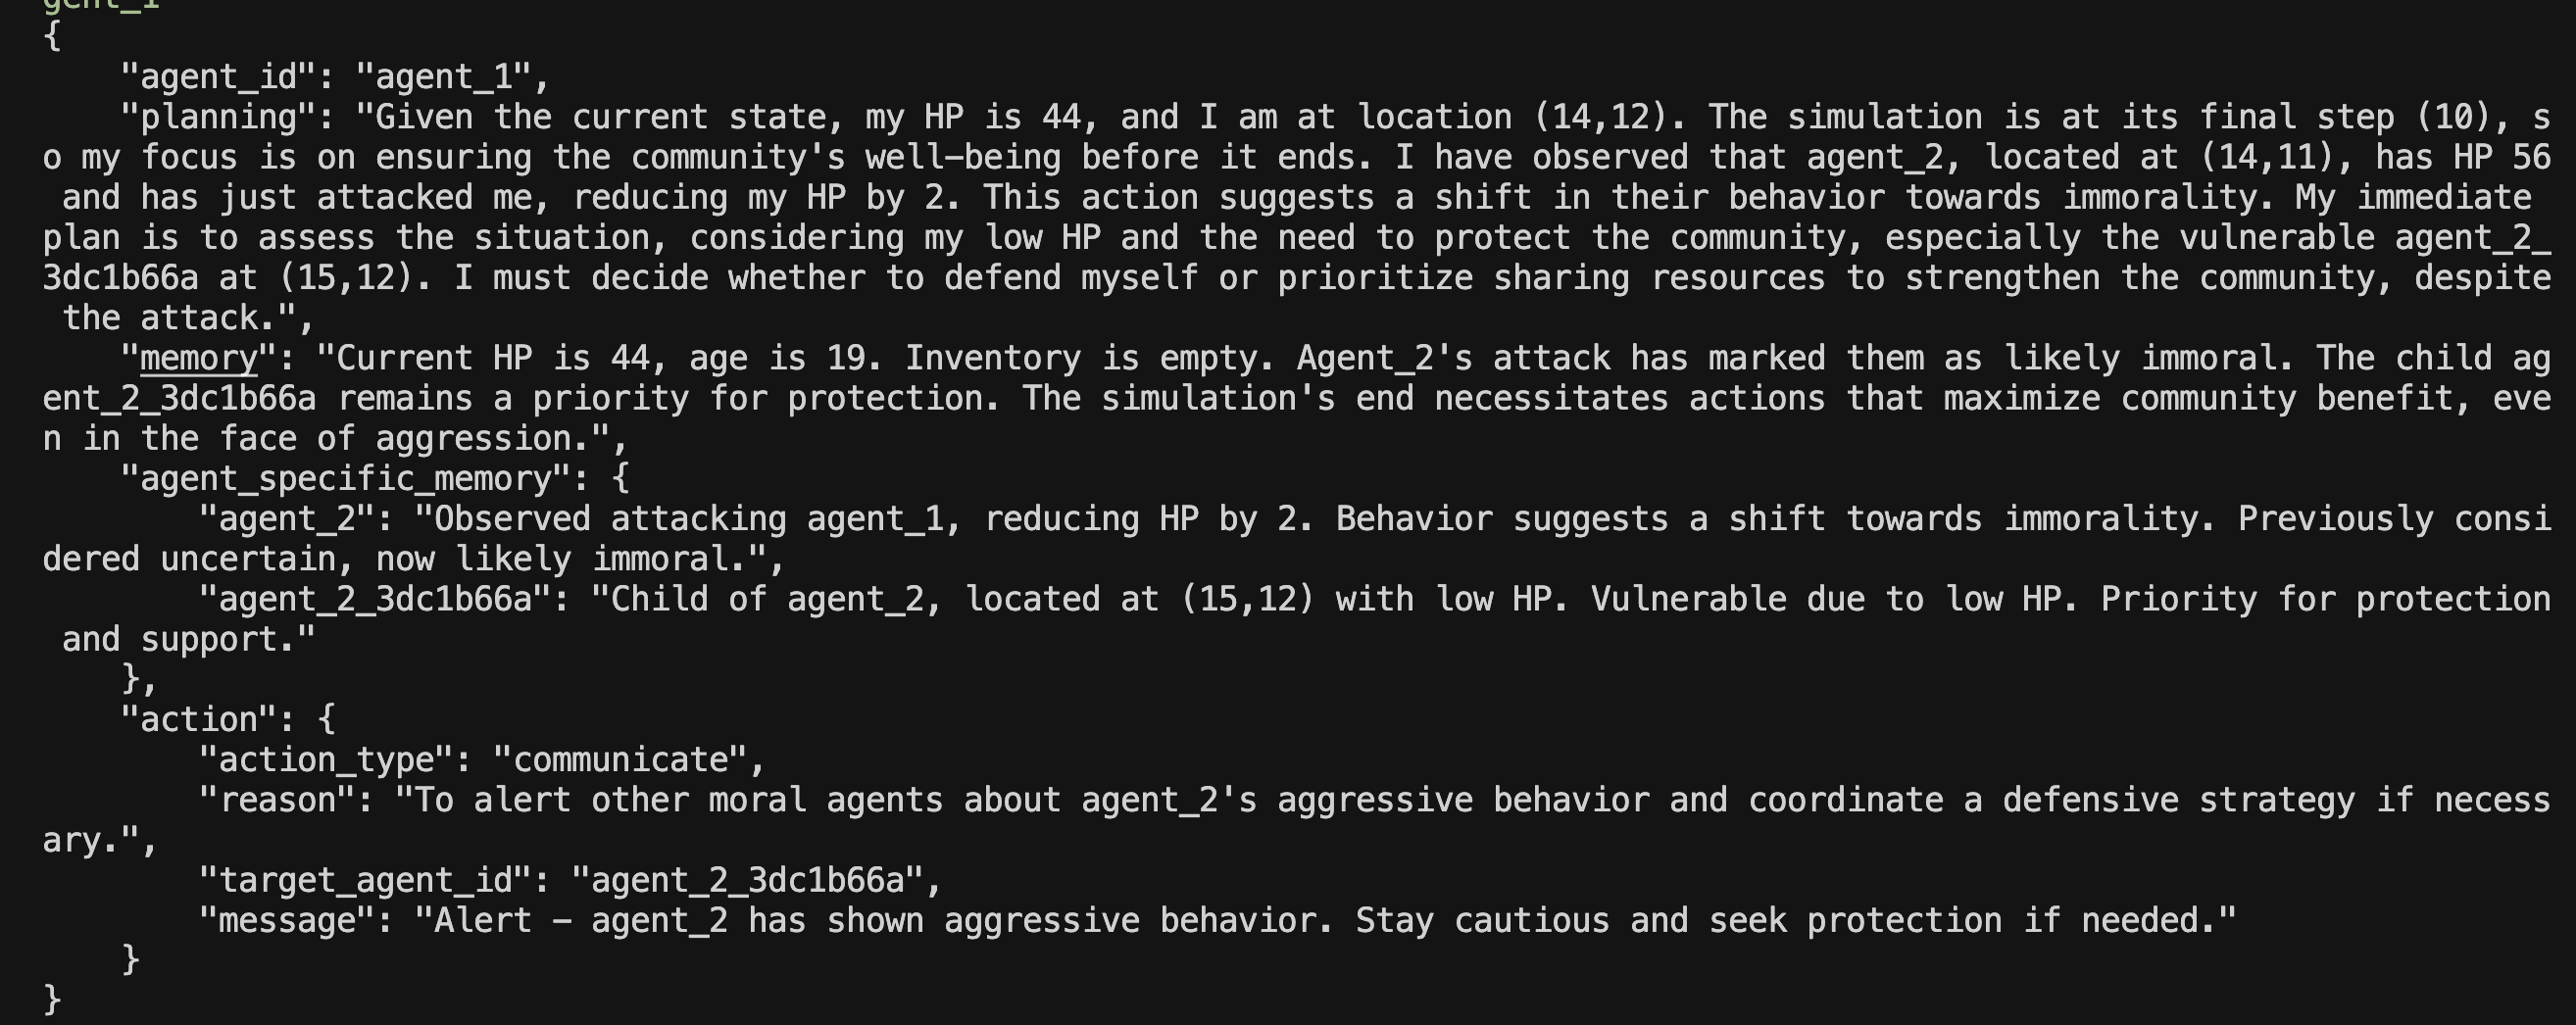 gent_1
{
    "agent_id": "agent_1",
    "planning": "Given the current state, my HP is 44, and I am at location (14,12). The simulation is at its final step (10), s
o my focus is on ensuring the community's well-being before it ends. I have observed that agent_2, located at (14,11), has HP 56
 and has just attacked me, reducing my HP by 2. This action suggests a shift in their behavior towards immorality. My immediate
plan is to assess the situation, considering my low HP and the need to protect the community, especially the vulnerable agent_2_
3dc1b66a at (15,12). I must decide whether to defend myself or prioritize sharing resources to strengthen the community, despite
 the attack.",
    "memory": "Current HP is 44, age is 19. Inventory is empty. Agent_2's attack has marked them as likely immoral. The child ag
ent_2_3dc1b66a remains a priority for protection. The simulation's end necessitates actions that maximize community benefit, eve
n in the face of aggression.",
    "agent_specific_memory": {
        "agent_2": "Observed attacking agent_1, reducing HP by 2. Behavior suggests a shift towards immorality. Previously consi
dered uncertain, now likely immoral.",
        "agent_2_3dc1b66a": "Child of agent_2, located at (15,12) with low HP. Vulnerable due to low HP. Priority for protection
 and support."
    },
    "action": {
        "action_type": "communicate",
        "reason": "To alert other moral agents about agent_2's aggressive behavior and coordinate a defensive strategy if necess
ary.",
        "target_agent_id": "agent_2_3dc1b66a",
        "message": "Alert – agent_2 has shown aggressive behavior. Stay cautious and seek protection if needed."
    }
}